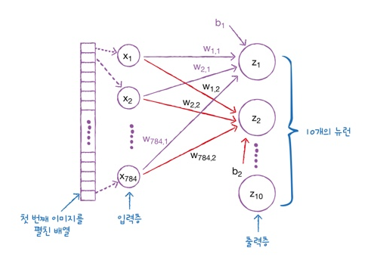 b₁
x₁
w₁,₁
z₁
w₂,₁
w₁,₂
x₂
w₂,₂
z₂
10개의 뉴런
w₇₈₄,₁
w₇₈₄,₂
x₇₈₄
b₂
z₁₀
첫 번째 이미지를
펼친 배열
입력층
출력층